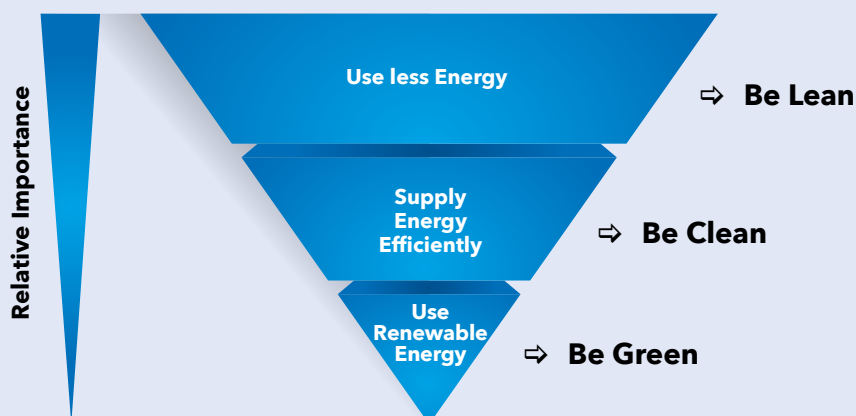 Relative Importance
Use less Energy
⇨ Be Lean
Supply
Energy
Efficiently
⇨ Be Clean
Use
Renewable
Energy
⇨ Be Green